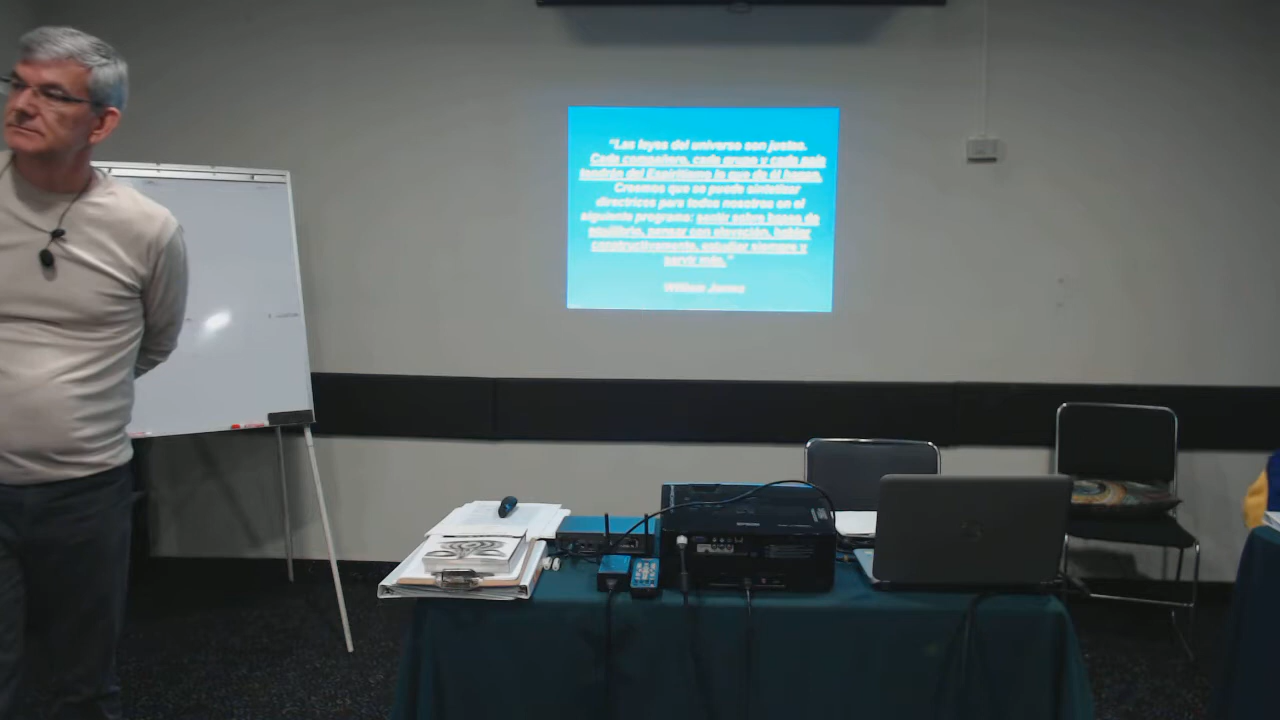 "Las leyes del universo son justas.
Cada compañero, cada grupo y cada país
tendrán del Espiritismo lo que de él hacen.
Creemos que se puede sintetizar
directrices para todos nosotros en el
siguiente programa: sentir sobre bases de
equilibrio, pensar con elevación, hablar
constructivamente, estudiar siempre y
servir más."
William James